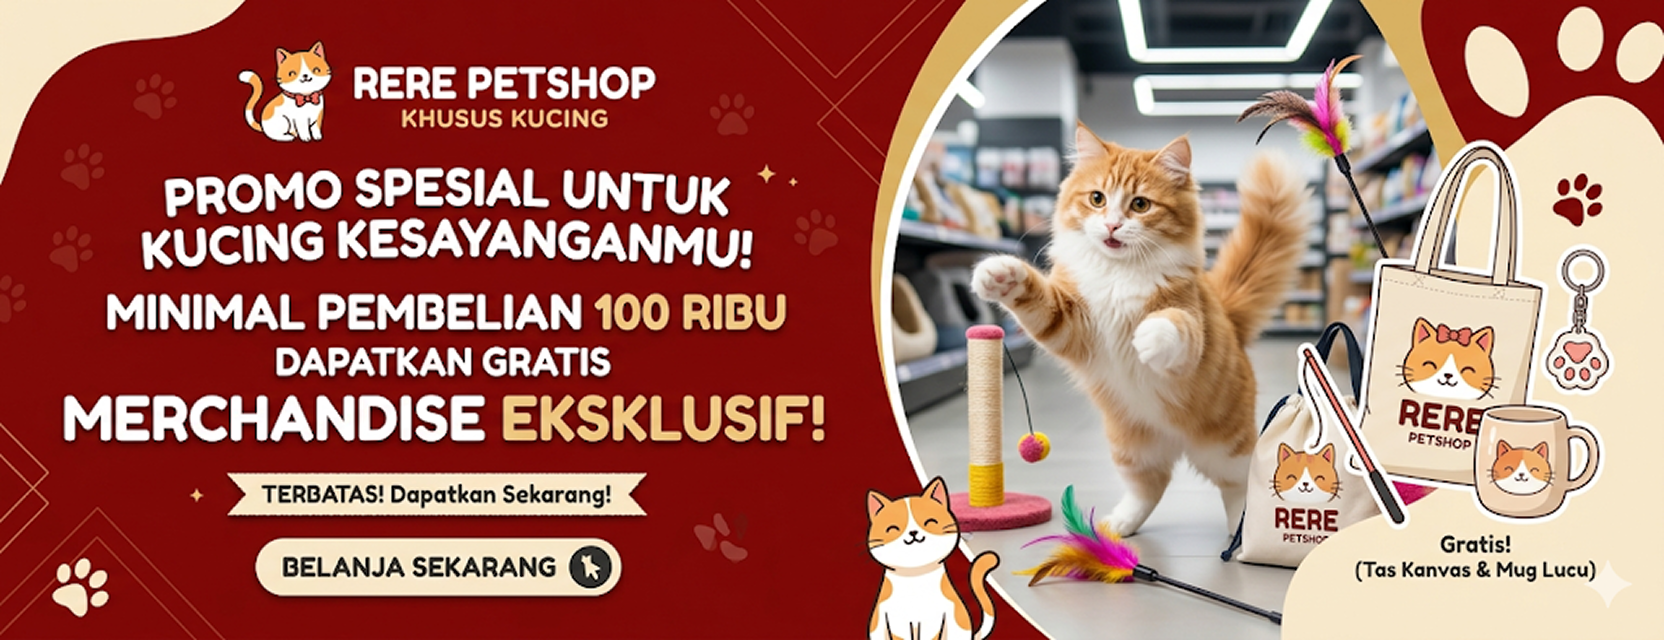 RERE PETSHOP
KHUSUS KUCING
PROMO SPESIAL UNTUK
KUCING KESAYANGANMU!
MINIMAL PEMBELIAN 100 RIBU
DAPATKAN GRATIS
MERCHANDISE EKSKLUSIF!
TERBATAS! Dapatkan Sekarang!
BELANJA SEKARANG
RERE
PETSHOP
RERE
PETSHOP
Gratis!
(Tas Kanvas & Mug Lucu)